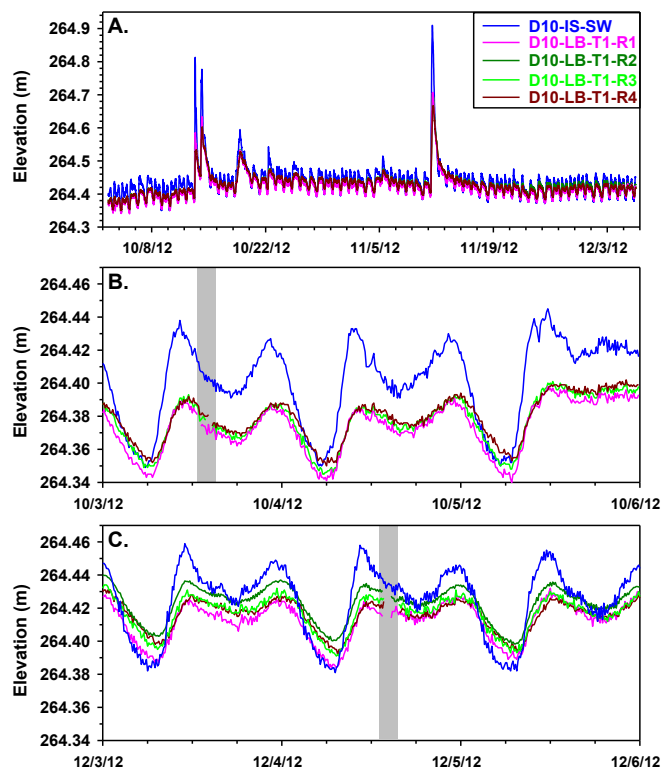 A.
D10-IS-SW
D10-LB-T1-R1
D10-LB-T1-R2
D10-LB-T1-R3
D10-LB-T1-R4
Elevation (m)
264.9
264.8
264.7
264.6
264.5
264.4
264.3
10/8/12 10/22/12 11/5/12 11/19/12 12/3/12
B.
Elevation (m)
264.46
264.44
264.42
264.40
264.38
264.36
264.34
10/3/12 10/4/12 10/5/12 10/6/12
C.
Elevation (m)
264.46
264.44
264.42
264.40
264.38
264.36
264.34
12/3/12 12/4/12 12/5/12 12/6/12